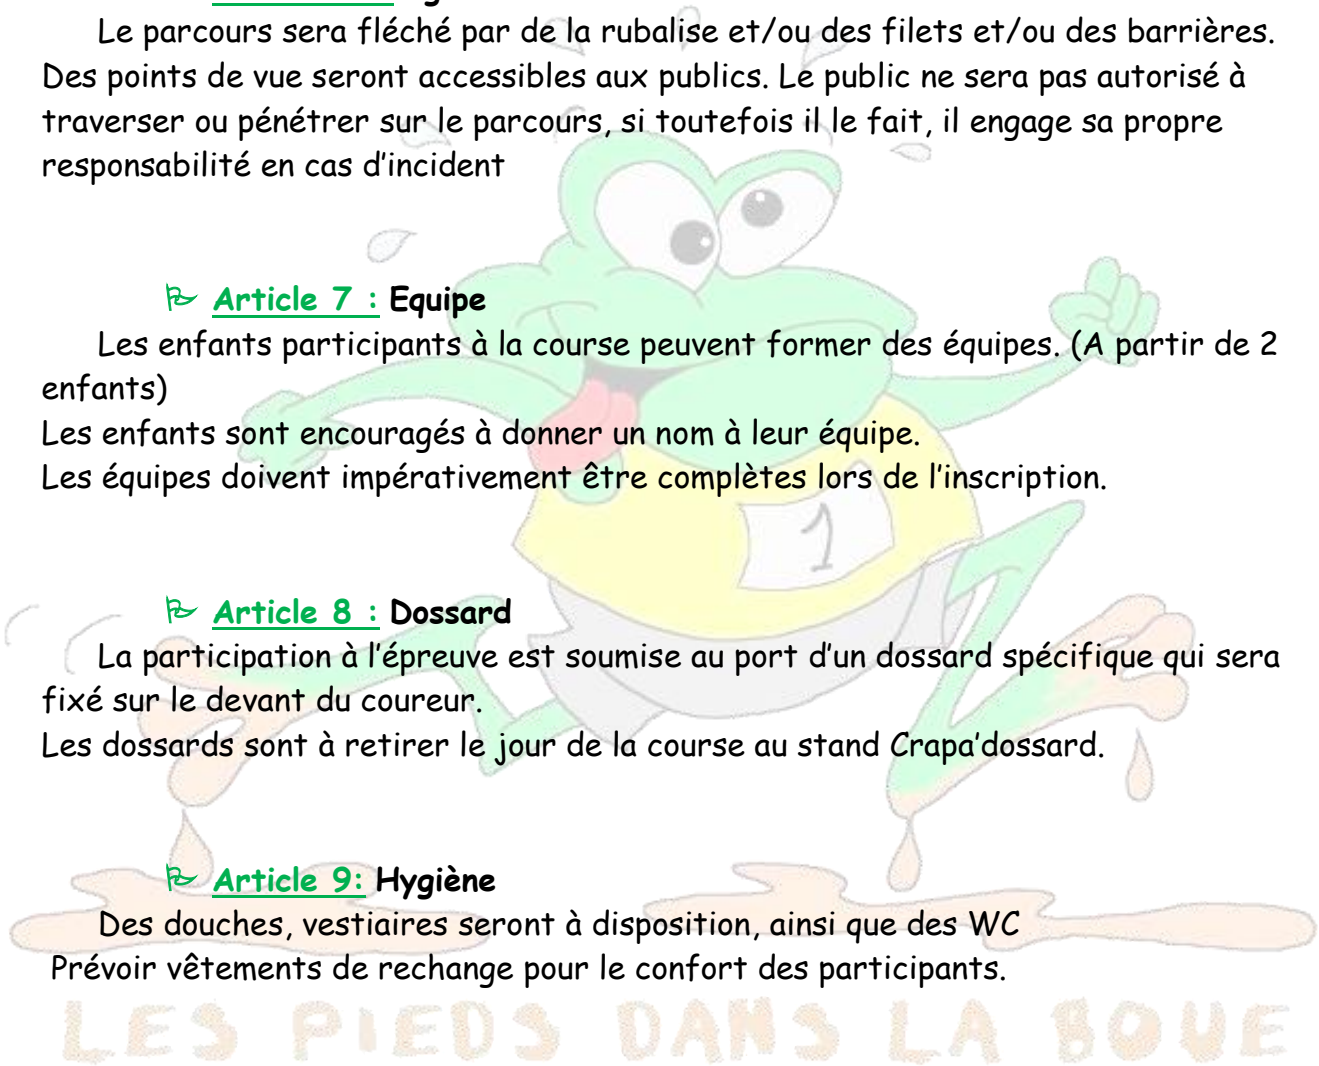 Le parcours sera fléché par de la rubalise et/ou des filets et/ou des barrières.
Des points de vue seront accessibles aux publics. Le public ne sera pas autorisé à
traverser ou pénétrer sur le parcours, si toutefois il le fait, il engage sa propre
responsabilité en cas d’incident
Article 7 : Equipe
Les enfants participants à la course peuvent former des équipes. (A partir de 2
enfants)
Les enfants sont encouragés à donner un nom à leur équipe.
Les équipes doivent impérativement être complètes lors de l’inscription.
1
Article 8 : Dossard
La participation à l’épreuve est soumise au port d’un dossard spécifique qui sera
fixé sur le devant du coureur.
Les dossards sont à retirer le jour de la course au stand Crapa’dossard.
Article 9: Hygiène
Des douches, vestiaires seront à disposition, ainsi que des WC
Prévoir vêtements de rechange pour le confort des participants.
LES PIEDS DANS LA BOUE